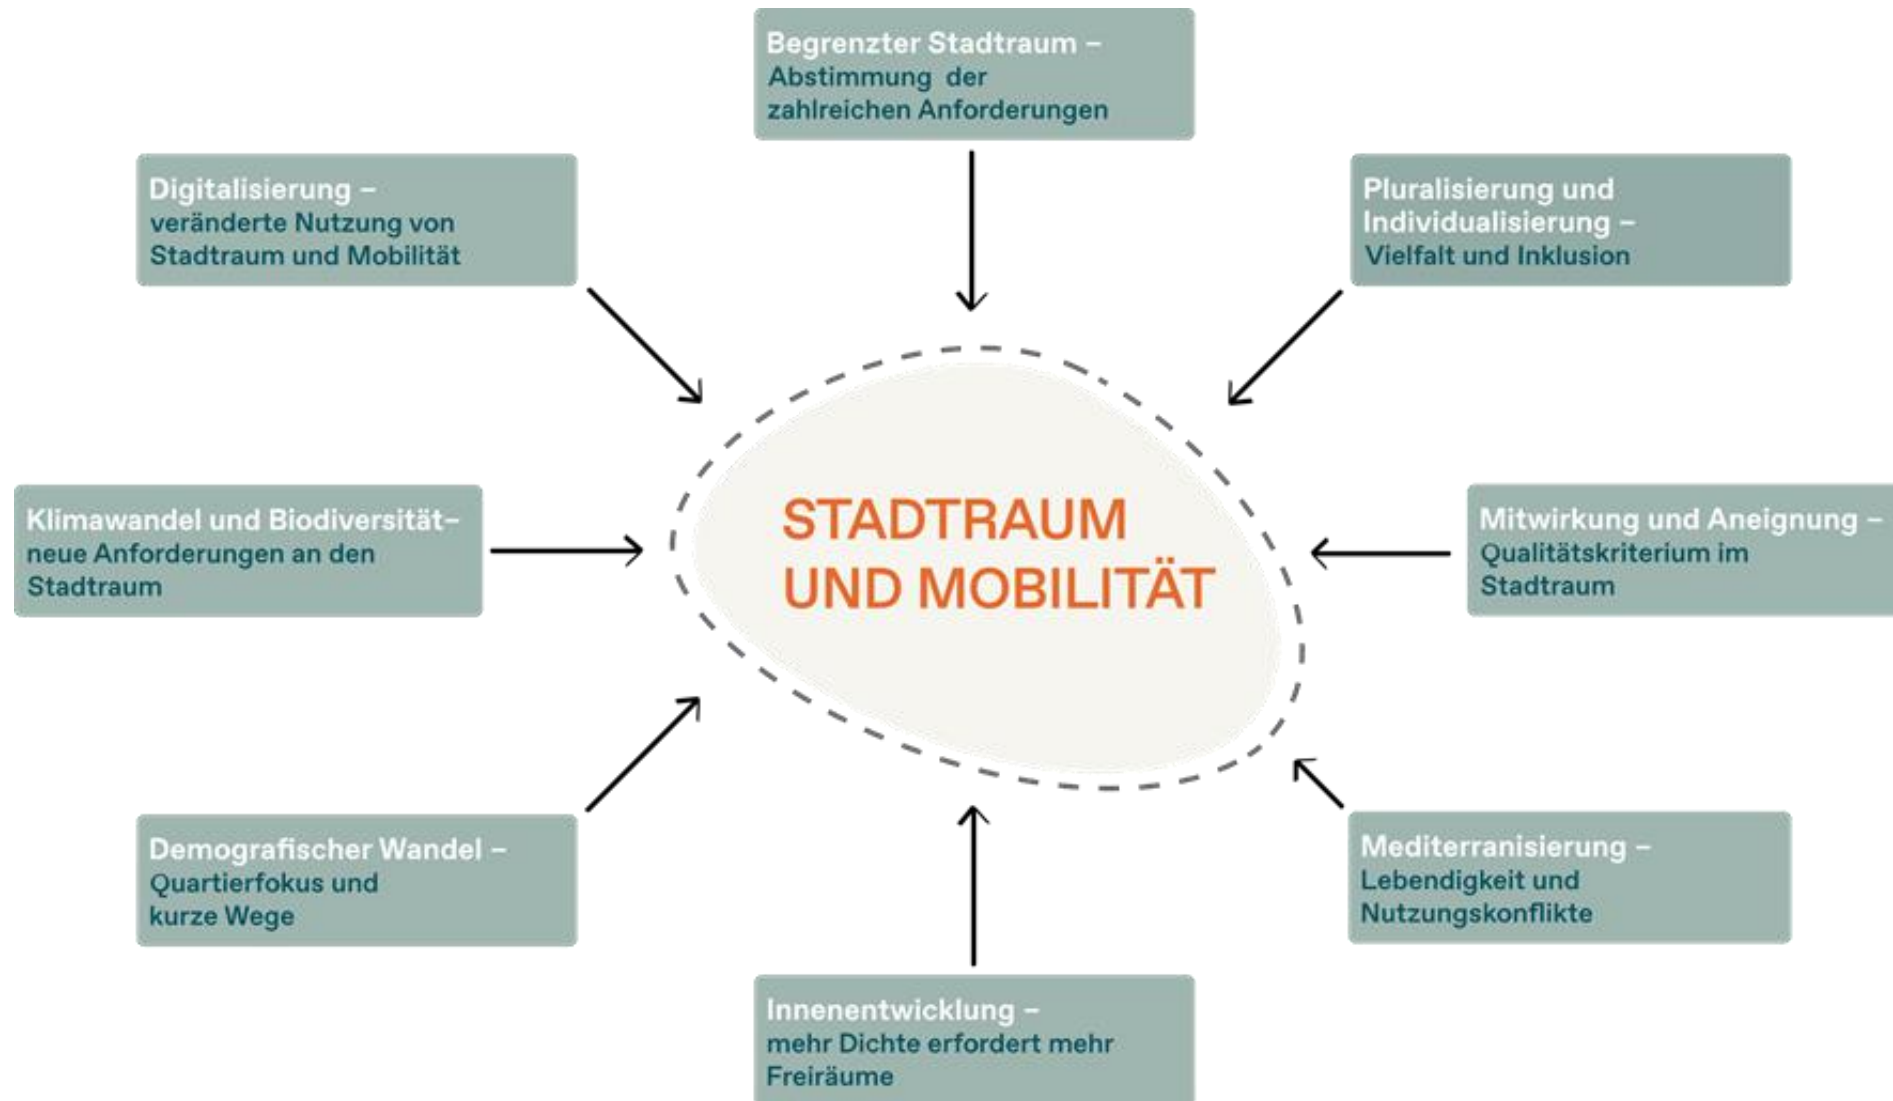 Begrenzter Stadtraum –
Abstimmung der
zahlreichen Anforderungen
Digitalisierung –
veränderte Nutzung von
Stadtraum und Mobilität
Pluralisierung und
Individualisierung –
Vielfalt und Inklusion
Klimawandel und Biodiversität–
neue Anforderungen an den
Stadtraum
STADTRAUM
UND MOBILITÄT
Mitwirkung und Aneignung –
Qualitätskriterium im
Stadtraum
Demografischer Wandel –
Quartierfokus und
kurze Wege
Mediterranisierung –
Lebendigkeit und
Nutzungskonflikte
Innenentwicklung –
mehr Dichte erfordert mehr
Freiräume